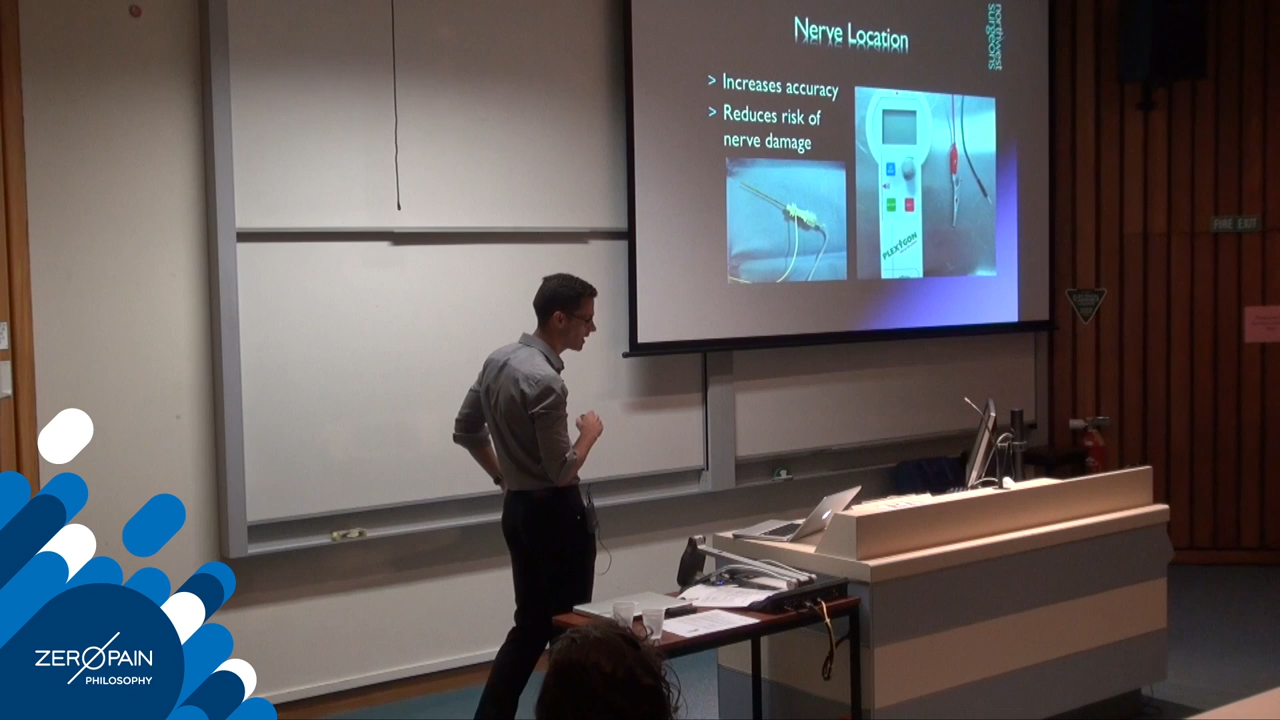 Nerve Location
northwest
surgeons
> Increases accuracy
> Reduces risk of
nerve damage
PLEXYGON
FIRE EXIT
ZERO PAIN
PHILOSOPHY